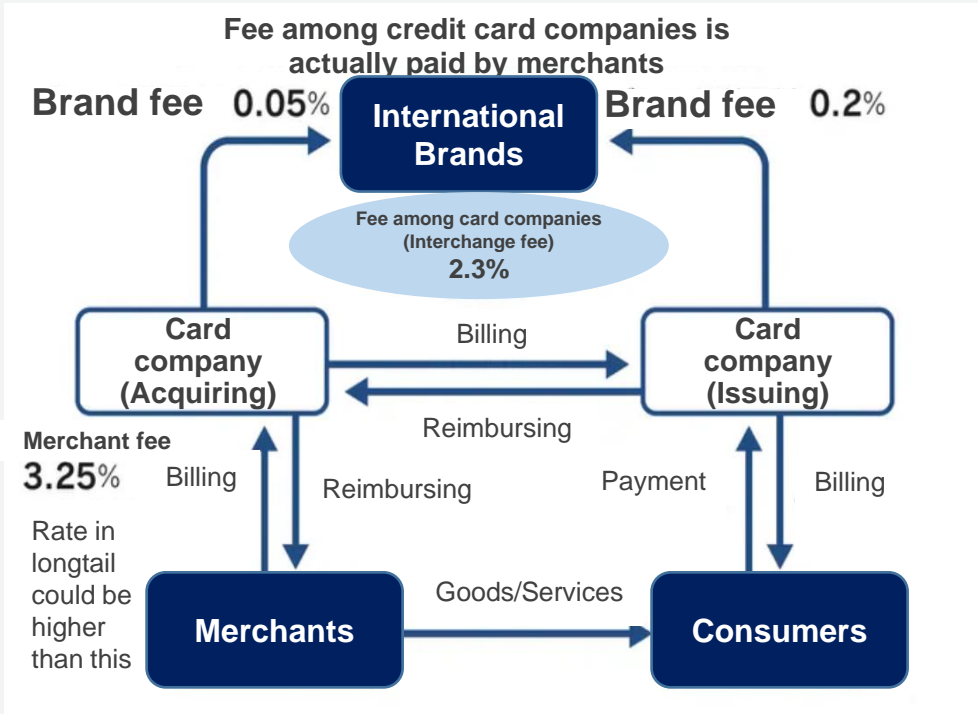 Fee among credit card companies is
actually paid by merchants
Brand fee 0.05%
International
Brands
Brand fee 0.2%
Fee among card companies
(Interchange fee)
2.3%
Card
company
(Acquiring)
Billing
Card
company
(Issuing)
Reimbursing
Merchant fee
3.25%
Billing
Reimbursing
Payment
Billing
Rate in
longtail
could be
higher
than this
Goods/Services
Merchants
Consumers